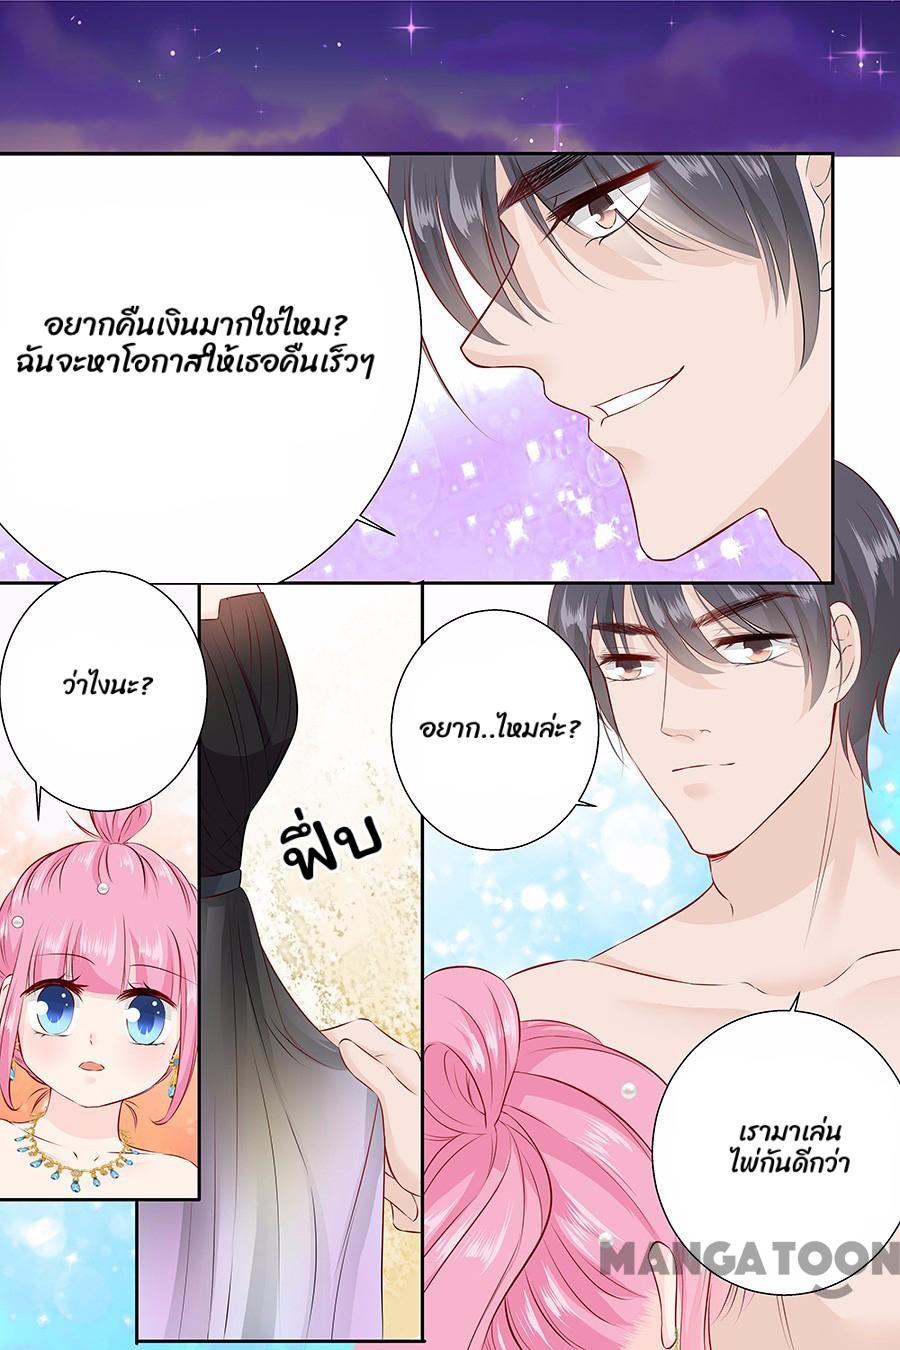 อยากคืนเงินมากใช่ไหม?
ฉันจะหาโอกาสให้เธอคืนเร็วๆ
ว่าไงนะ?
ฟึ่บ
อยาก..ไหมล่ะ?
เรามาเล่น
ไพ่กันดีกว่า
MANGATOON